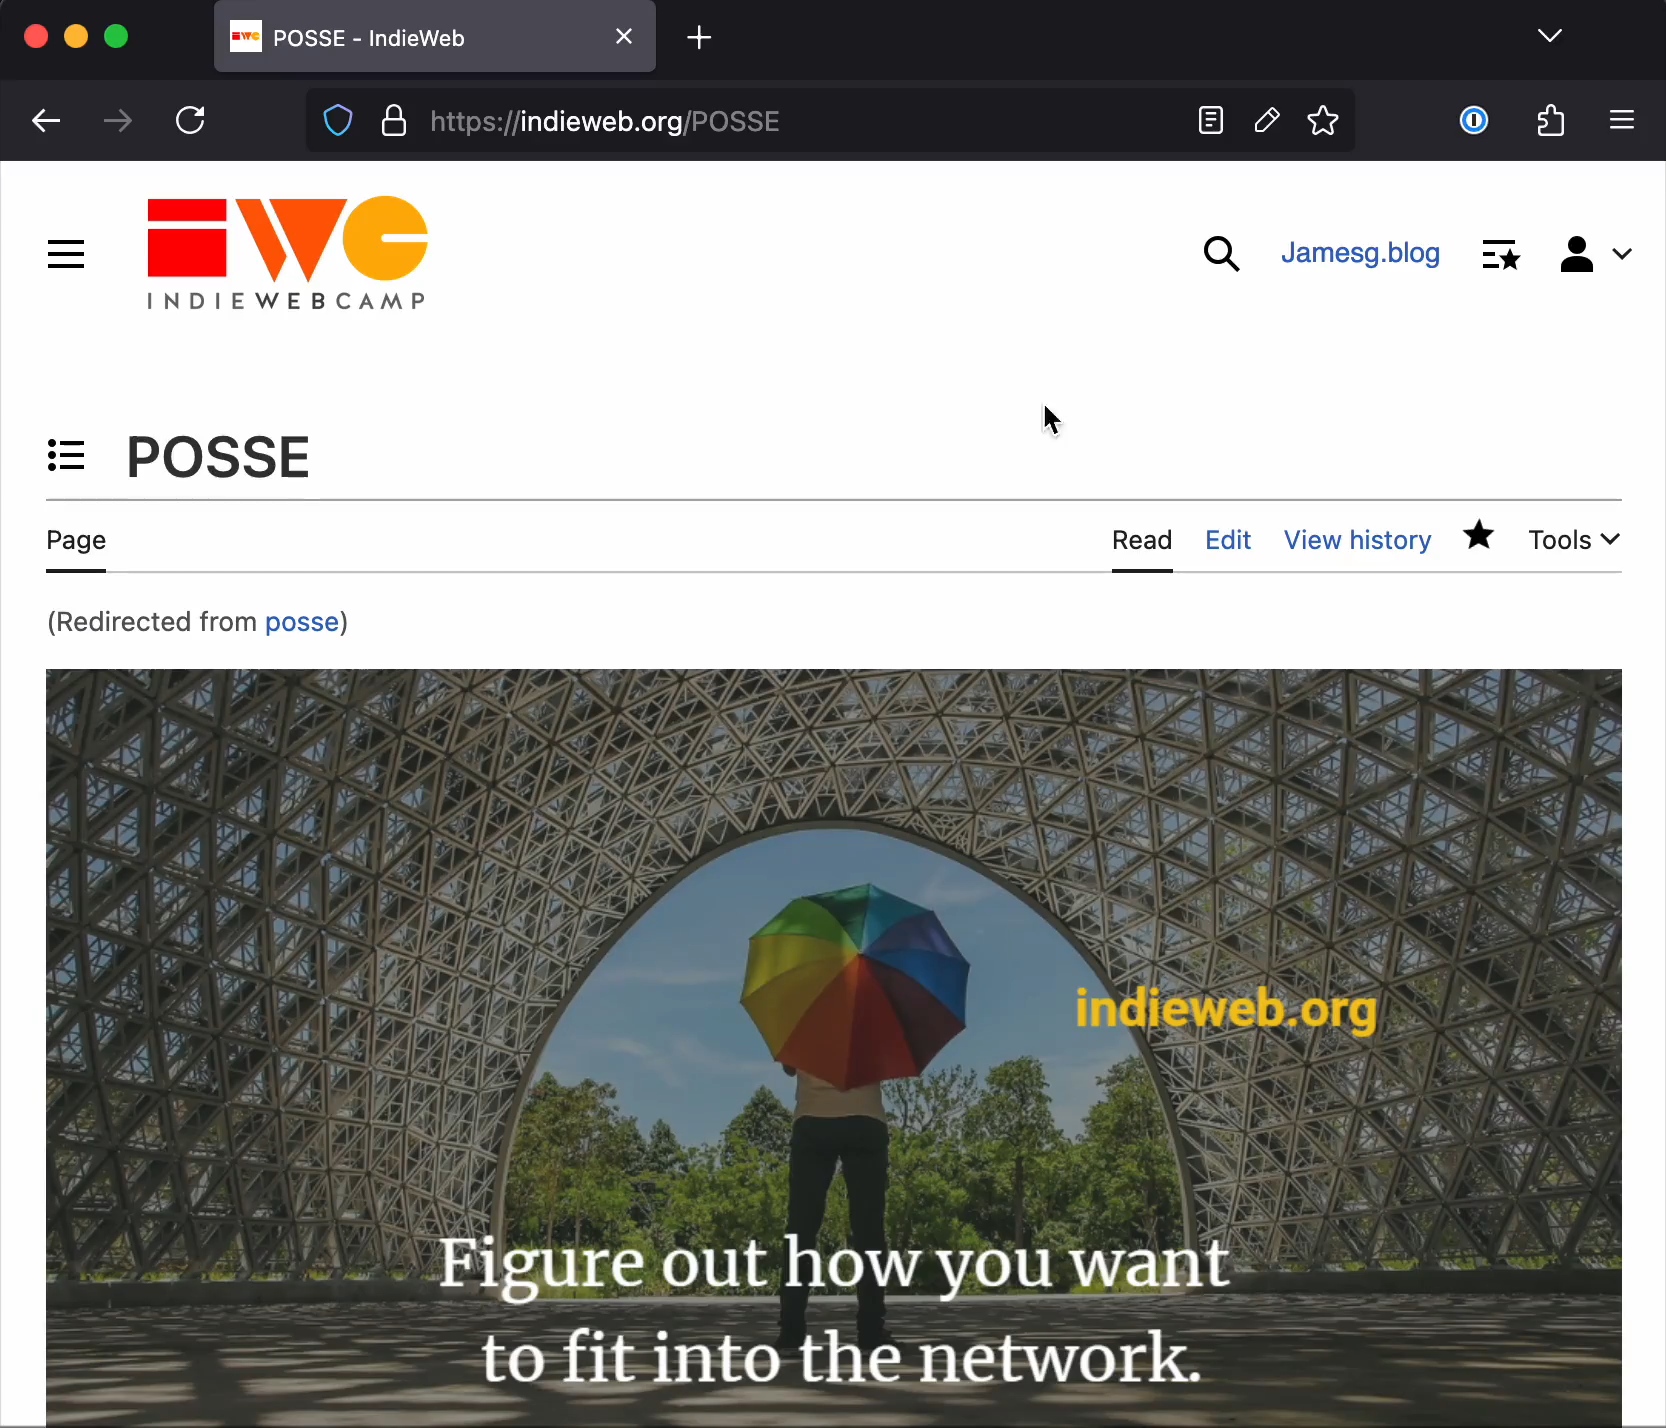 POSSE - IndieWeb
https://indieweb.org/POSSE
INDIEWEBCAMP
Jamesg.blog
POSSE
Page
Read Edit View history Tools
(Redirected from posse)
indieweb.org
Figure out how you want
to fit into the network.